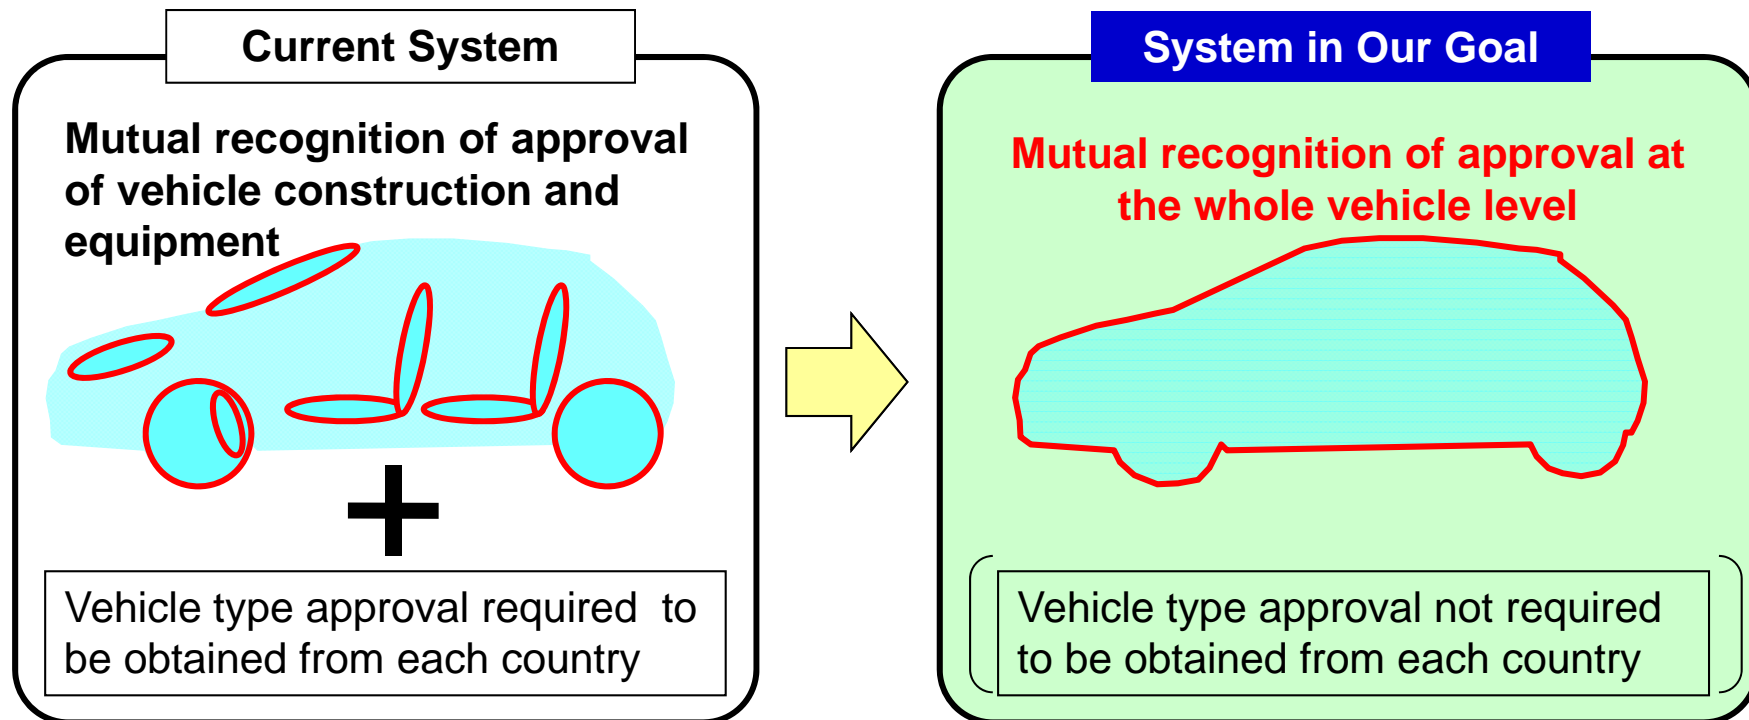 Current System
Mutual recognition of approval
of vehicle construction and
equipment
Vehicle type approval required to
be obtained from each country
System in Our Goal
Mutual recognition of approval at
the whole vehicle level
Vehicle type approval not required
to be obtained from each country